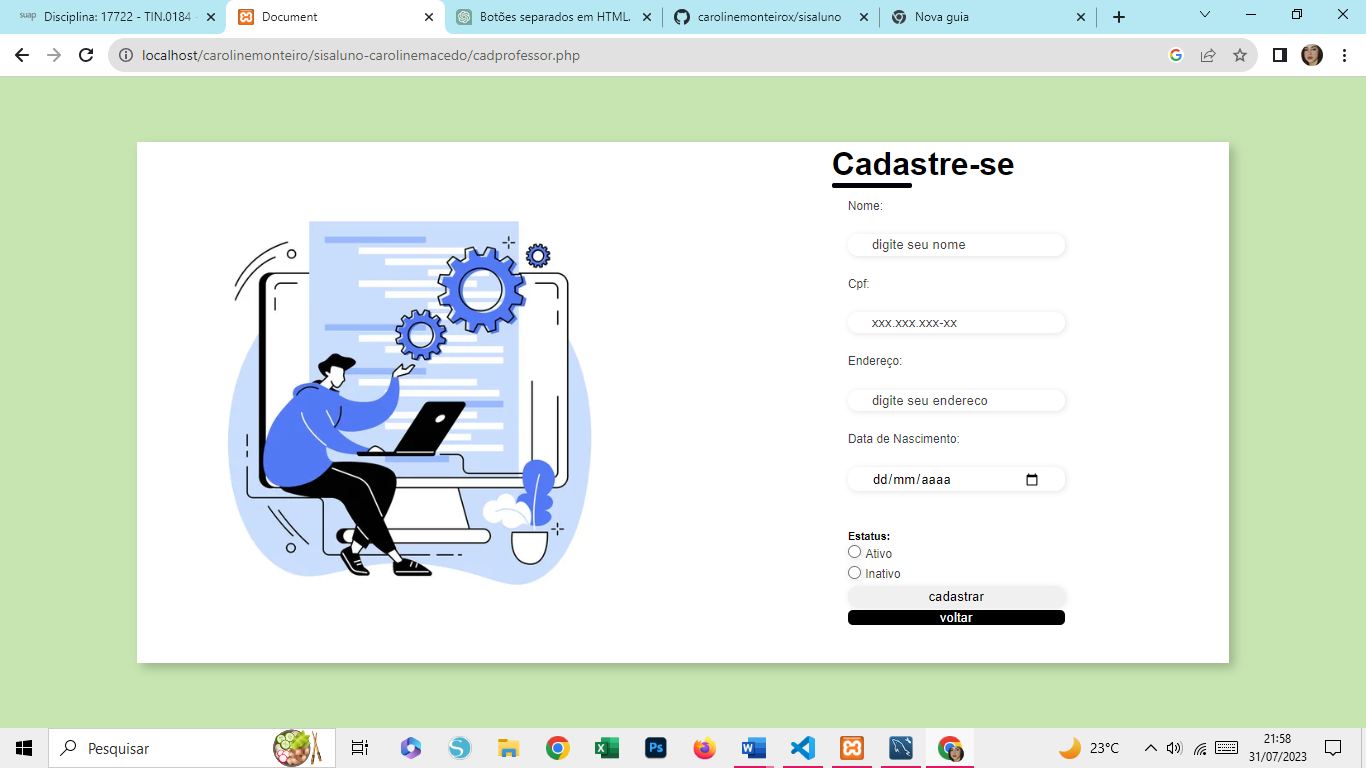 suap Disciplina: 17722 - TIN.0184 -
Document
Botões separados em HTML.
carolinemonteirox/sisaluno
Nova guia
localhost/carolinemonteiro/sisaluno-carolinemacedo/cadprofessor.php
Cadastre-se
Nome:
digite seu nome
Cpf:
xxx.xxx.xxx-xx
Endereço:
digite seu endereco
Data de Nascimento:
dd/mm/aaaa
Estatus:
Ativo
Inativo
cadastrar
voltar
Pesquisar
23°C
21:58
31/07/2023